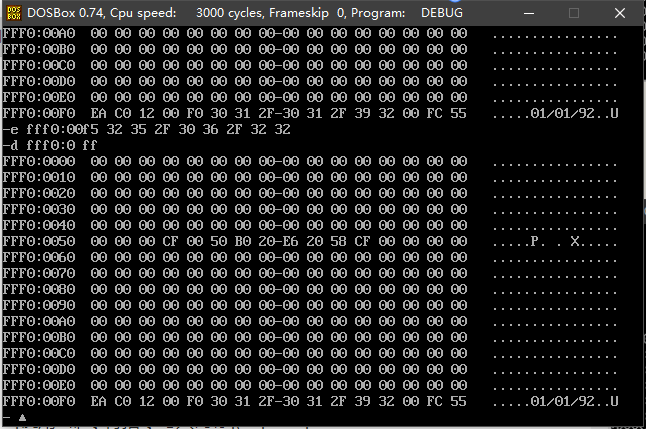 DOSBox 0.74, Cpu speed: 3000 cycles, Frameskip 0, Program: DEBUG
FFF0:00A0 00 00 00 00 00 00 00 00-00 00 00 00 00 00 00 00 ................
FFF0:00B0 00 00 00 00 00 00 00 00-00 00 00 00 00 00 00 00 ................
FFF0:00C0 00 00 00 00 00 00 00 00-00 00 00 00 00 00 00 00 ................
FFF0:00D0 00 00 00 00 00 00 00 00-00 00 00 00 00 00 00 00 ................
FFF0:00E0 00 00 00 00 00 00 00 00-00 00 00 00 00 00 00 00 ................
FFF0:00F0 EA C0 12 00 F0 30 31 2F-30 31 2F 39 32 00 FC 55 .....01/01/92..U
-e fff0:00f5 32 35 2F 30 36 2F 32 32
-d fff0:0 ff
FFF0:0000 00 00 00 00 00 00 00 00-00 00 00 00 00 00 00 00 ................
FFF0:0010 00 00 00 00 00 00 00 00-00 00 00 00 00 00 00 00 ................
FFF0:0020 00 00 00 00 00 00 00 00-00 00 00 00 00 00 00 00 ................
FFF0:0030 00 00 00 00 00 00 00 00-00 00 00 00 00 00 00 00 ................
FFF0:0040 00 00 00 00 00 00 00 00-00 00 00 00 00 00 00 00 ................
FFF0:0050 00 00 00 CF 00 50 B0 20-E6 20 58 CF 00 00 00 00 .....P. . X.....
FFF0:0060 00 00 00 00 00 00 00 00-00 00 00 00 00 00 00 00 ................
FFF0:0070 00 00 00 00 00 00 00 00-00 00 00 00 00 00 00 00 ................
FFF0:0080 00 00 00 00 00 00 00 00-00 00 00 00 00 00 00 00 ................
FFF0:0090 00 00 00 00 00 00 00 00-00 00 00 00 00 00 00 00 ................
FFF0:00A0 00 00 00 00 00 00 00 00-00 00 00 00 00 00 00 00 ................
FFF0:00B0 00 00 00 00 00 00 00 00-00 00 00 00 00 00 00 00 ................
FFF0:00C0 00 00 00 00 00 00 00 00-00 00 00 00 00 00 00 00 ................
FFF0:00D0 00 00 00 00 00 00 00 00-00 00 00 00 00 00 00 00 ................
FFF0:00E0 00 00 00 00 00 00 00 00-00 00 00 00 00 00 00 00 ................
FFF0:00F0 EA C0 12 00 F0 30 31 2F-30 31 2F 39 32 00 FC 55 .....01/01/92..U
-